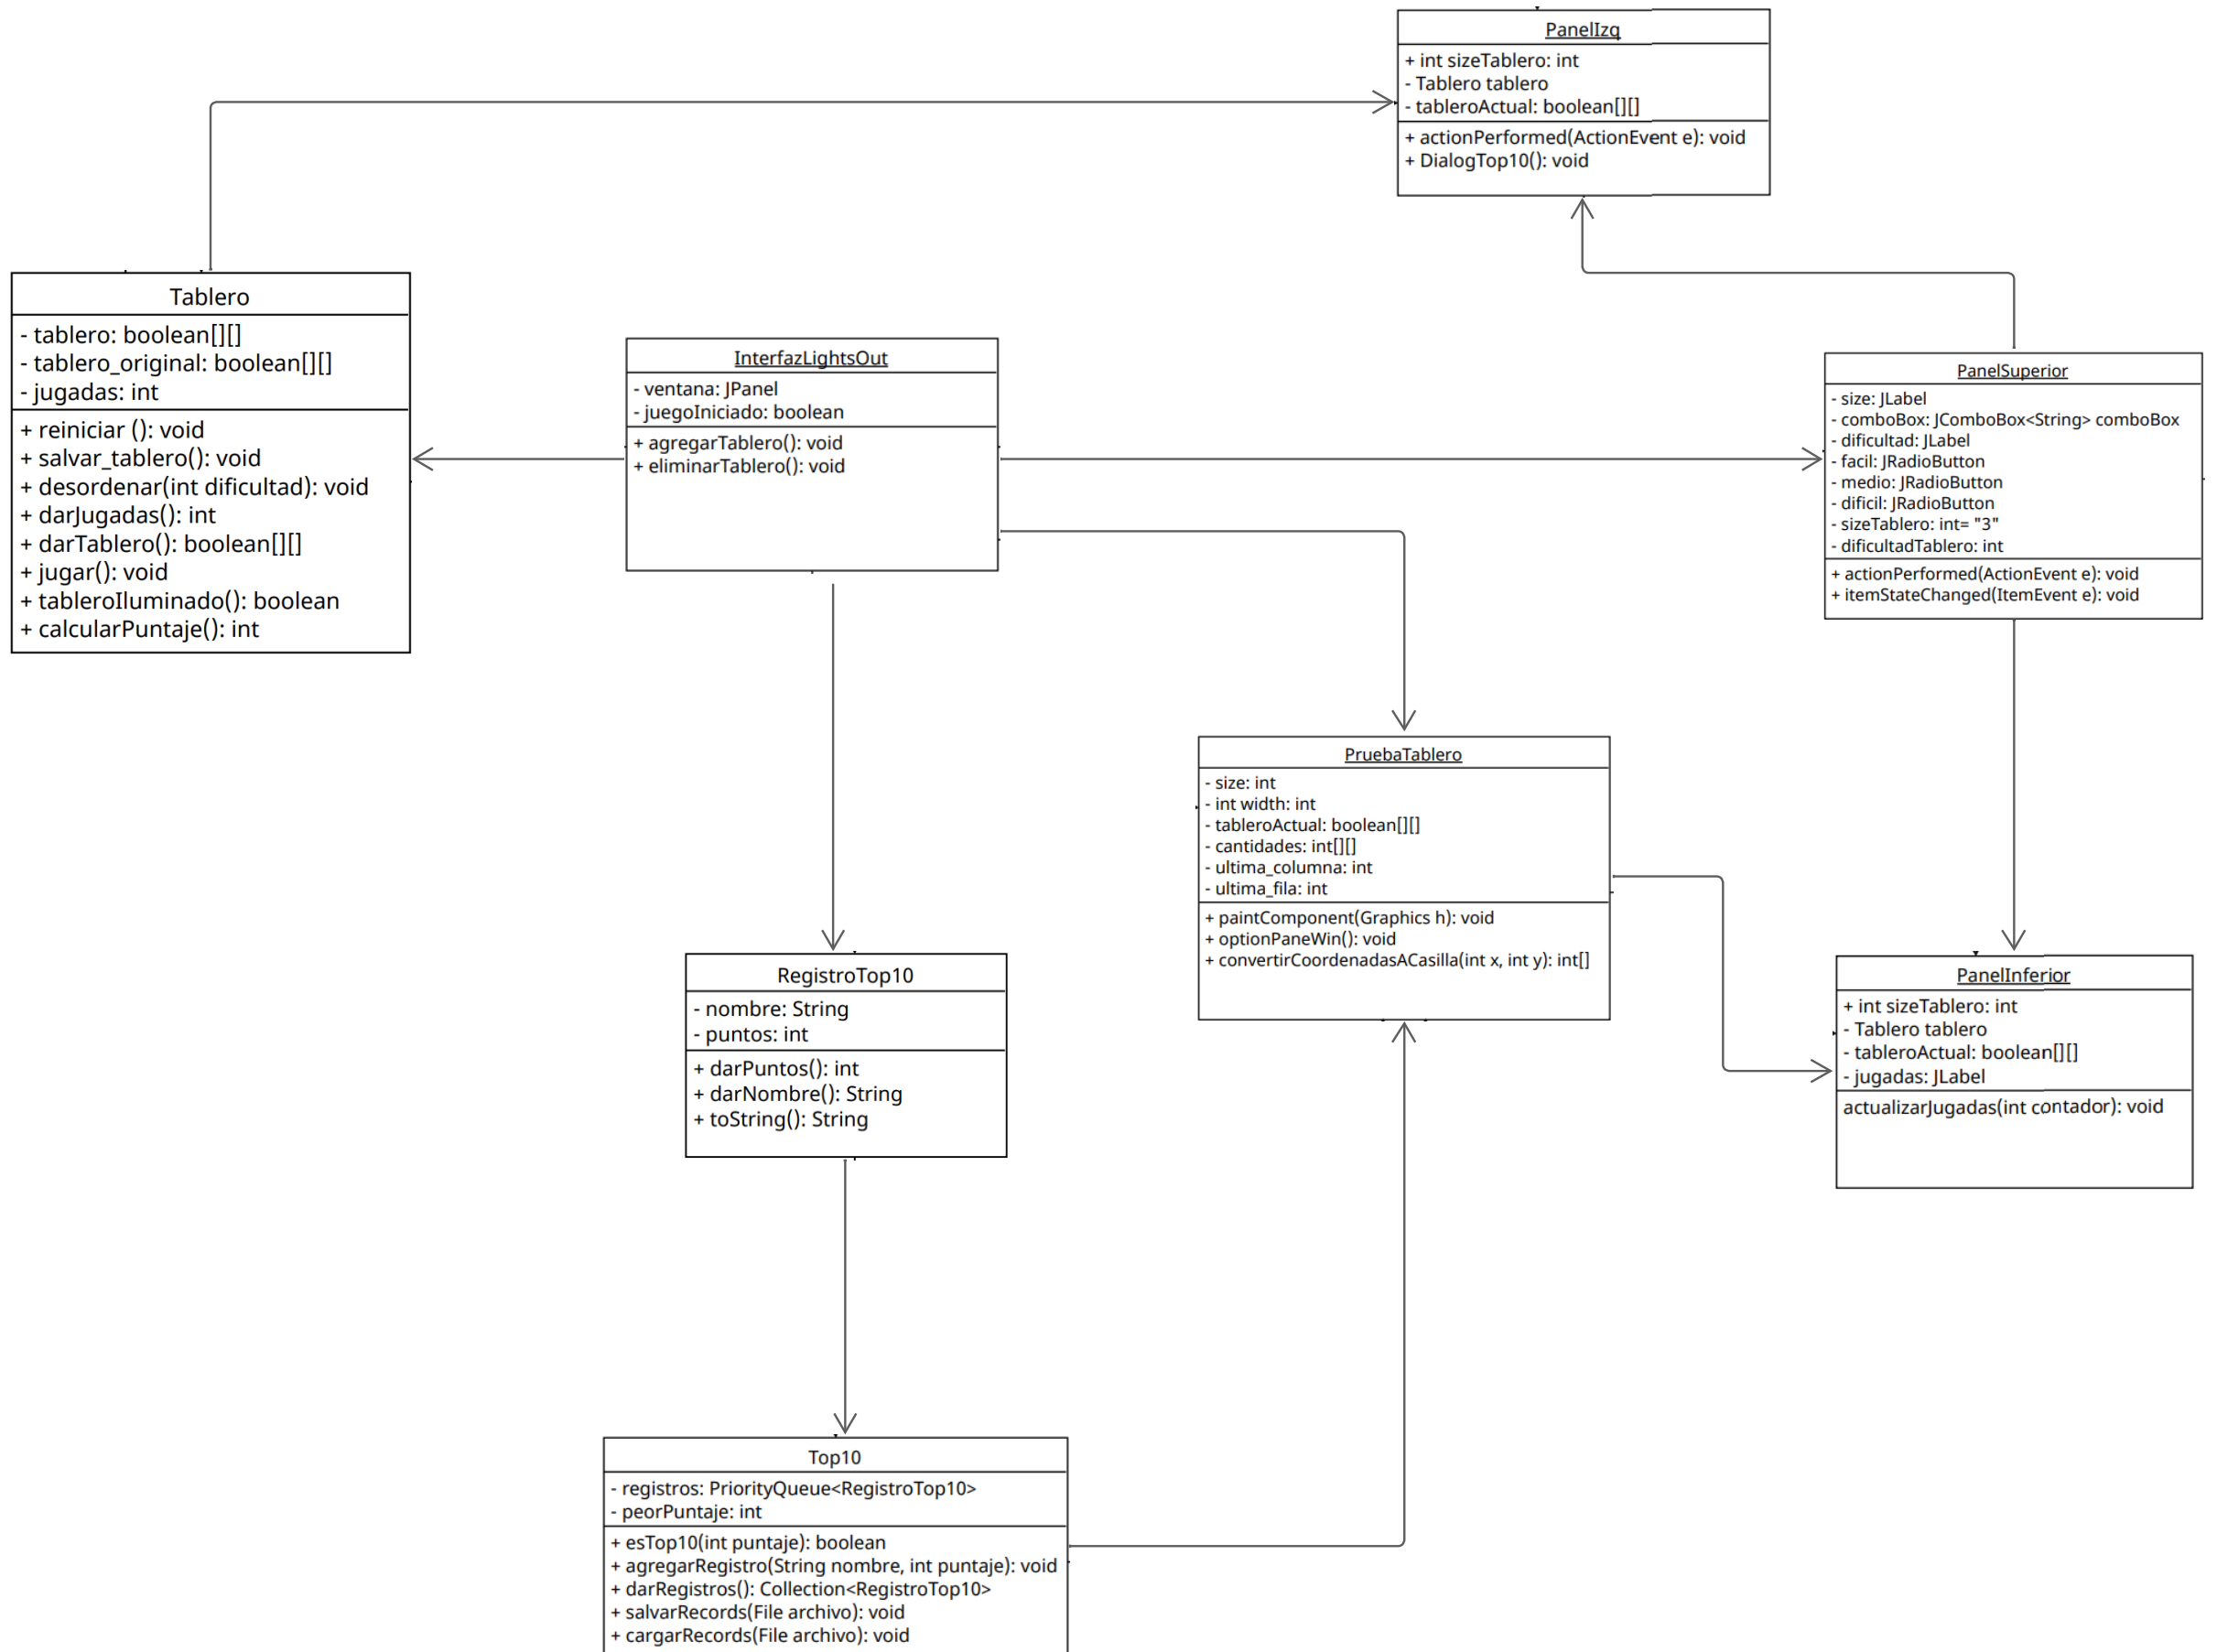 PanelIzq
+ int sizeTablero: int
- Tablero tablero
- tableroActual: boolean[][]
+ actionPerformed(ActionEvent e): void
+ DialogTop10(): void
Tablero
- tablero: boolean[][]
- tablero_original: boolean[][]
- jugadas: int
+ reiniciar (): void
+ salvar_tablero(): void
+ desordenar(int dificultad): void
+ darJugadas(): int
+ darTablero(): boolean[][]
+ jugar(): void
+ tableroIluminado(): boolean
+ calcularPuntaje(): int
InterfazLightsOut
- ventana: JPanel
- juegoIniciado: boolean
+ agregarTablero(): void
+ eliminarTablero(): void
PanelSuperior
- size: JLabel
- comboBox: JComboBox<String> comboBox
- dificultad: JLabel
- facil: JRadioButton
- medio: JRadioButton
- dificil: JRadioButton
- sizeTablero: int= "3"
- dificultadTablero: int
+ actionPerformed(ActionEvent e): void
+ itemStateChanged(ItemEvent e): void
PruebaTablero
- size: int
- int width: int
- tableroActual: boolean[][]
- cantidades: int[][]
- ultima_columna: int
- ultima_fila: int
+ paintComponent(Graphics h): void
+ optionPaneWin(): void
+ convertirCoordenadasACasilla(int x, int y): int[]
RegistroTop10
- nombre: String
- puntos: int
+ darPuntos(): int
+ darNombre(): String
+ toString(): String
PanelInferior
+ int sizeTablero: int
- Tablero tablero
- tableroActual: boolean[][]
- jugadas: JLabel
actualizarJugadas(int contador): void
Top10
- registros: PriorityQueue<RegistroTop10>
- peorPuntaje: int
+ esTop10(int puntaje): boolean
+ agregarRegistro(String nombre, int puntaje): void
+ darRegistros(): Collection<RegistroTop10>
+ salvarRecords(File archivo): void
+ cargarRecords(File archivo): void